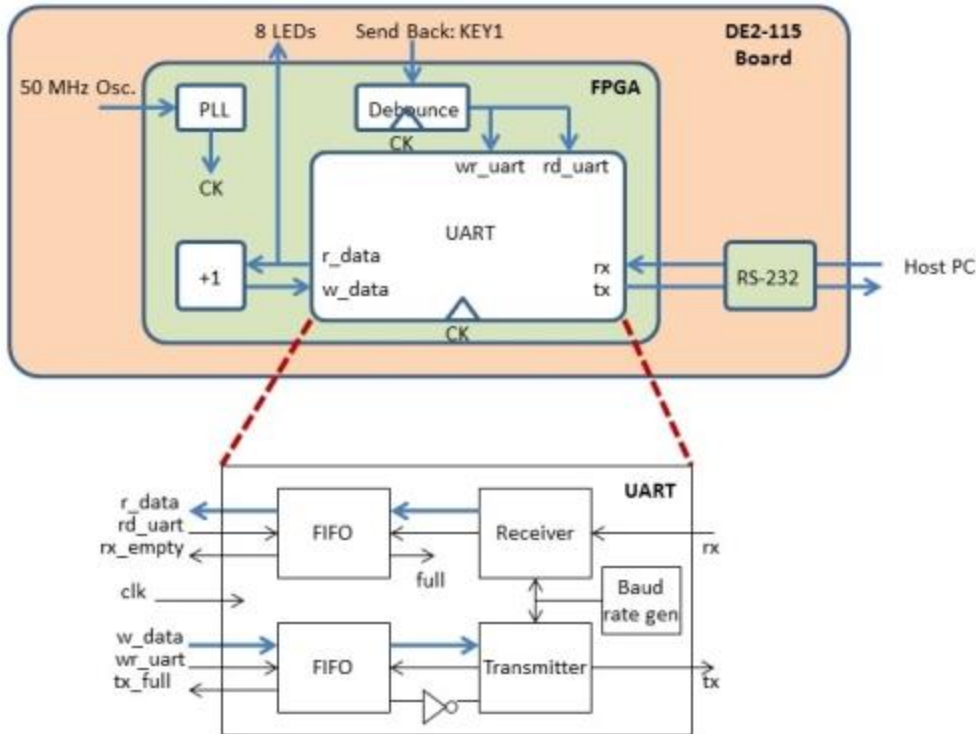 8 LEDs
Send Back: KEY1
DE2-115
Board
50 MHz Osc.
FPGA
PLL
Debounce
CK
CK
wr_uart rd_uart
UART
r_data
w_data
+1
rx
tx
RS-232
Host PC
CK
UART
r_data
rd_uart
rx_empty
FIFO
Receiver
rx
full
clk
Baud
rate gen
w_data
wr_uart
tx_full
FIFO
Transmitter
tx